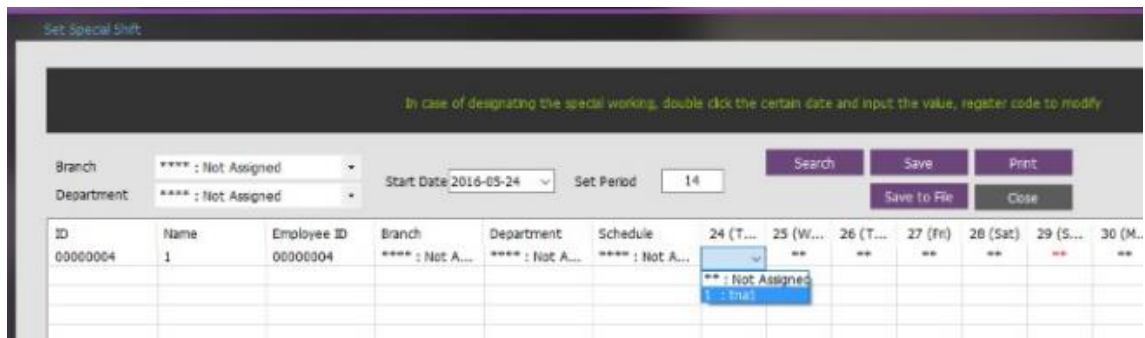 Set Special Shift
In case of designating the special working, double click the certain date and input the value, register code to modify
Branch **** : Not Assigned
Department **** : Not Assigned
Start Date 2016-05-24 Set Period 14
Search Save Print
Save to File Close
ID Name Employee ID Branch Department Schedule 24 (T... 25 (W... 26 (T... 27 (Fri) 28 (Sat) 29 (S... 30 (M...
00000004 1 00000004 **** : Not A... **** : Not A... **** : Not A... ** ** ** ** ** **
** : Not Assigned
1 : tna1